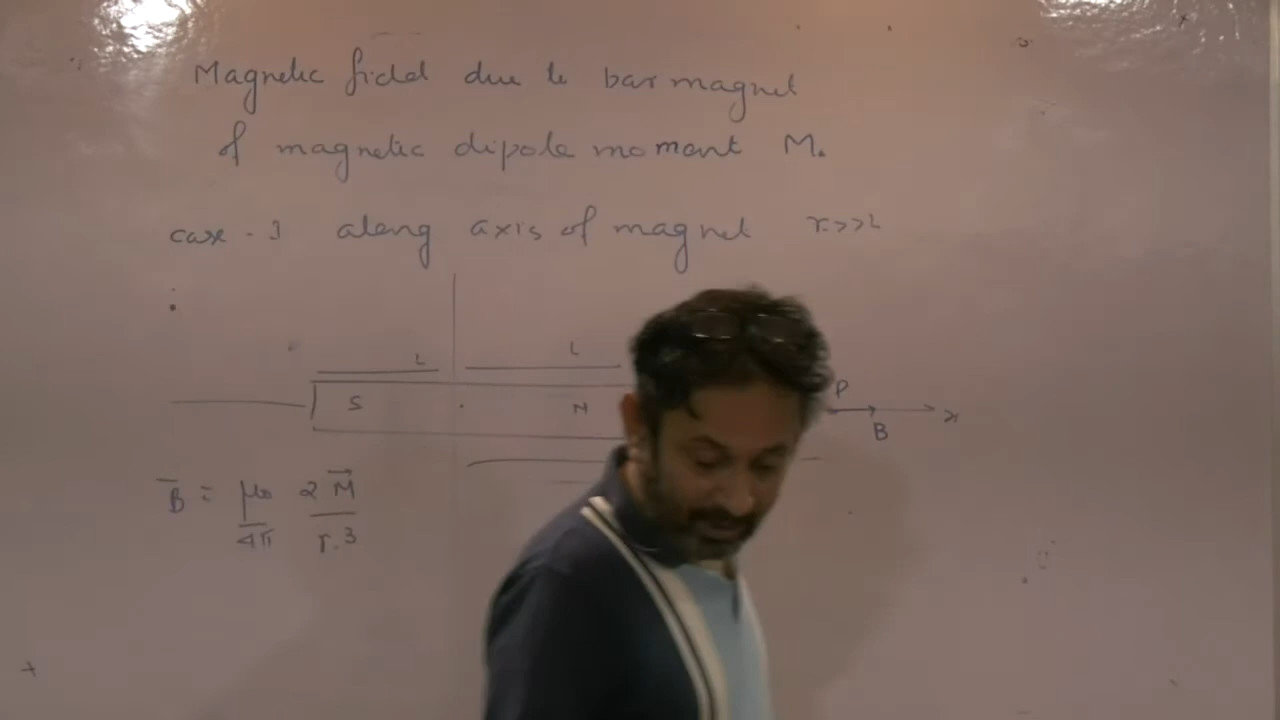 Magnetic field due to bar magnet
of magnetic dipole moment M.
case - I along axis of magnet r>>L
L L
S N P x
B
B = μ₀/4π 2M⃗/r³